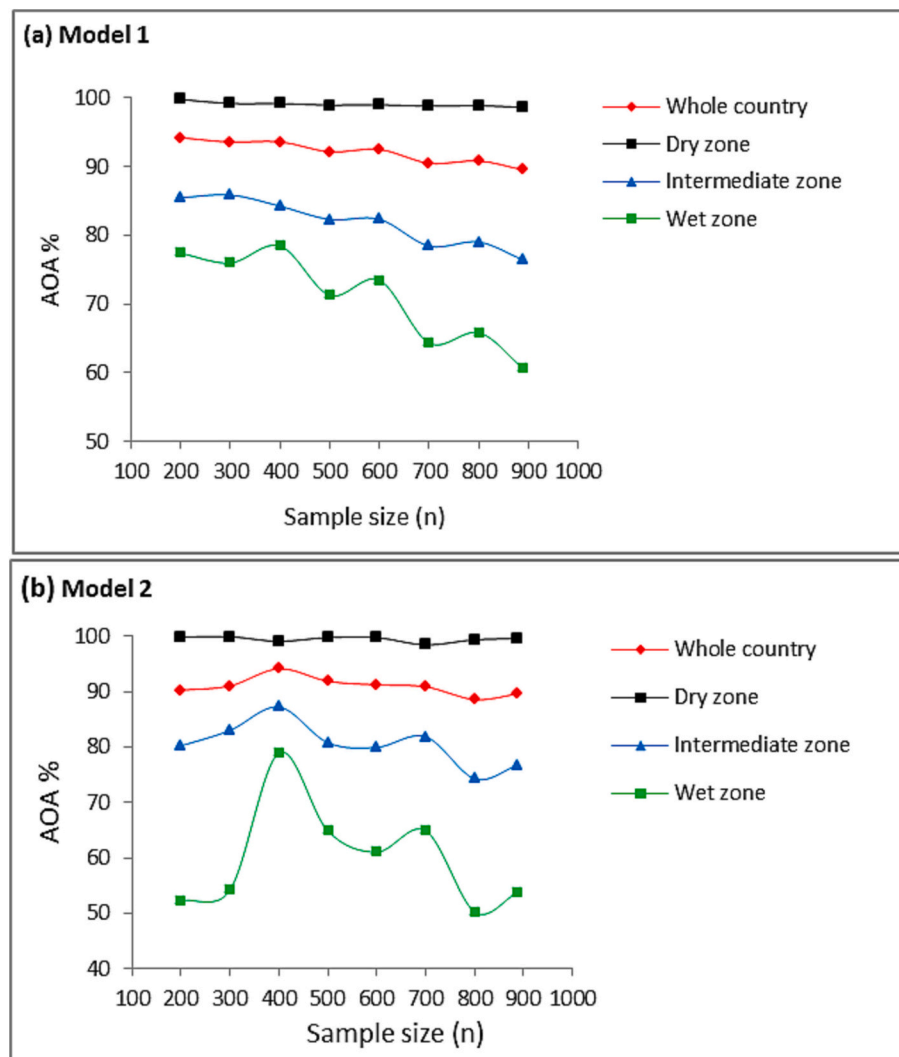 (a) Model 1
100
90
80
70
60
50
AOA %
100 200 300 400 500 600 700 800 900 1000
Sample size (n)
Whole country
Dry zone
Intermediate zone
Wet zone
(b) Model 2
100
90
80
70
60
50
40
AOA %
100 200 300 400 500 600 700 800 900 1000
Sample size (n)
Whole country
Dry zone
Intermediate zone
Wet zone